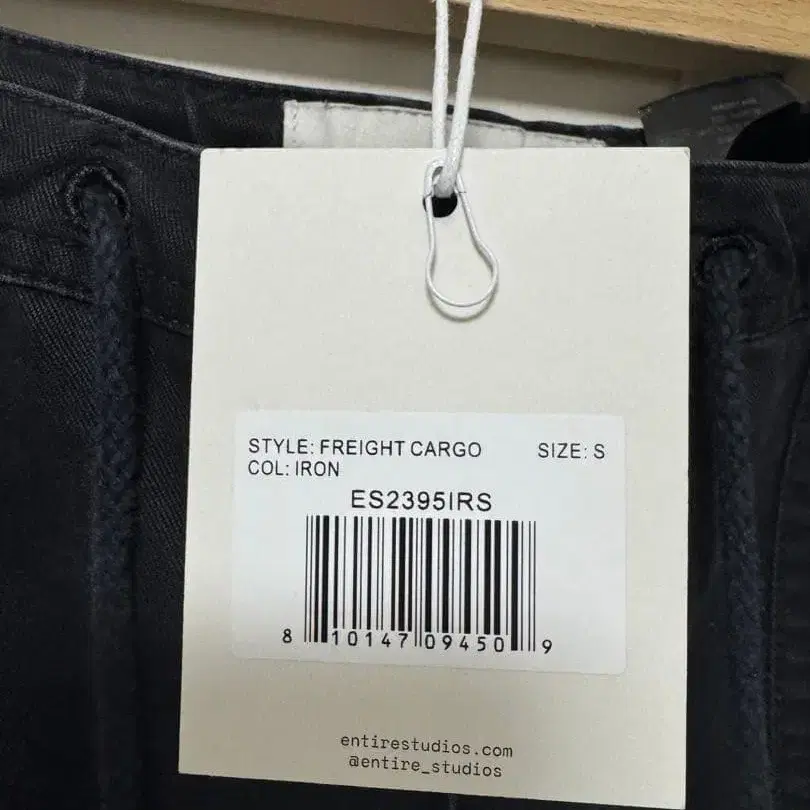 STYLE: FREIGHT CARGO SIZE: S
COL: IRON
ES2395IRS
8 10147 09450 9
entirestudios.com
@entire_studios